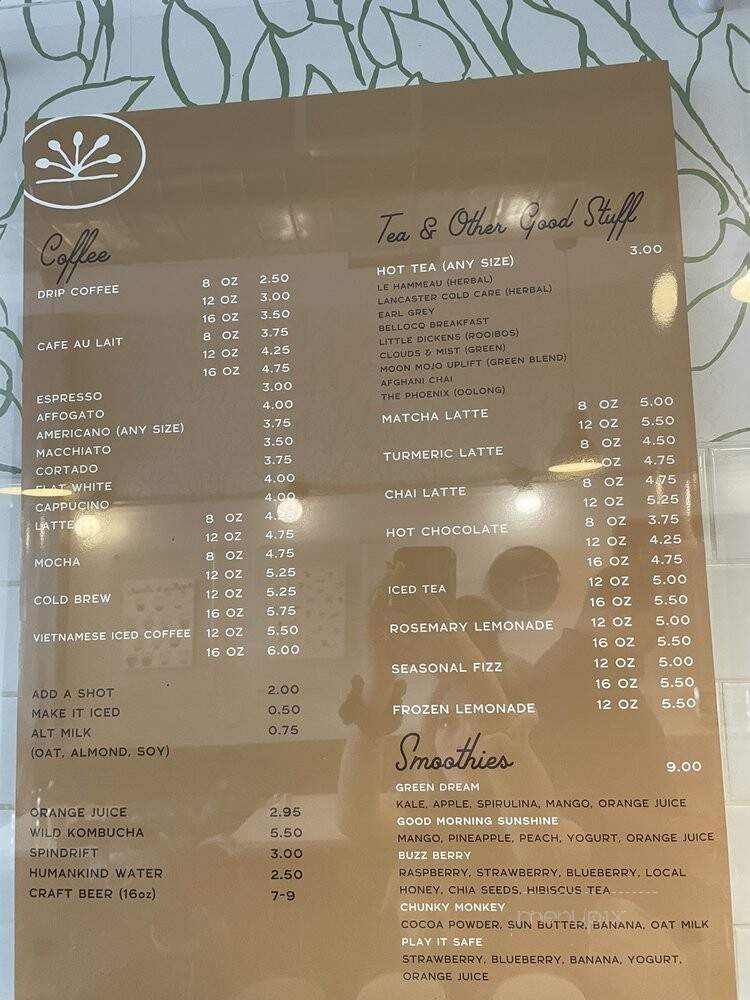 Coffee
DRIP COFFEE 8 OZ 2.50
12 OZ 3.00
16 OZ 3.50
CAFE AU LAIT 8 OZ 3.75
12 OZ 4.25
16 OZ 4.75
ESPRESSO 3.00
AFFOGATO 4.00
AMERICANO (ANY SIZE) 3.75
MACCHIATO 3.50
CORTADO 3.75
FLAT WHITE 4.00
CAPPUCINO 4.00
LATTE 8 OZ 4.25
12 OZ 4.75
MOCHA 8 OZ 4.75
12 OZ 5.25
COLD BREW 12 OZ 5.25
16 OZ 5.75
VIETNAMESE ICED COFFEE 12 OZ 5.50
16 OZ 6.00
ADD A SHOT 2.00
MAKE IT ICED 0.50
ALT MILK 0.75
(OAT, ALMOND, SOY)
ORANGE JUICE 2.95
WILD KOMBUCHA 5.50
SPINDRIFT 3.00
HUMANKIND WATER 2.50
CRAFT BEER (16oz) 7-9
Tea & Other Good Stuff
HOT TEA (ANY SIZE) 3.00
LE HAMMEAU (HERBAL)
LANCASTER COLD CARE (HERBAL)
EARL GREY
BELLOCQ BREAKFAST
LITTLE DICKENS (ROOIBOS)
CLOUDS & MIST (GREEN)
MOON MOJO UPLIFT (GREEN BLEND)
AFGHANI CHAI
THE PHOENIX (OOLONG)
MATCHA LATTE 8 OZ 5.00
12 OZ 5.50
TURMERIC LATTE 8 OZ 4.50
12 OZ 4.75
CHAI LATTE 8 OZ 4.75
12 OZ 5.25
HOT CHOCOLATE 8 OZ 3.75
12 OZ 4.25
16 OZ 4.75
ICED TEA 12 OZ 5.00
16 OZ 5.50
ROSEMARY LEMONADE 12 OZ 5.00
16 OZ 5.50
SEASONAL FIZZ 12 OZ 5.00
16 OZ 5.50
FROZEN LEMONADE 12 OZ 5.50
Smoothies 9.00
GREEN DREAM
KALE, APPLE, SPIRULINA, MANGO, ORANGE JUICE
GOOD MORNING SUNSHINE
MANGO, PINEAPPLE, PEACH, YOGURT, ORANGE JUICE
BUZZ BERRY
RASPBERRY, STRAWBERRY, BLUEBERRY, LOCAL
HONEY, CHIA SEEDS, HIBISCUS TEA
CHUNKY MONKEY
COCOA POWDER, SUN BUTTER, BANANA, OAT MILK
PLAY IT SAFE
STRAWBERRY, BLUEBERRY, BANANA, YOGURT,
ORANGE JUICE
menupix